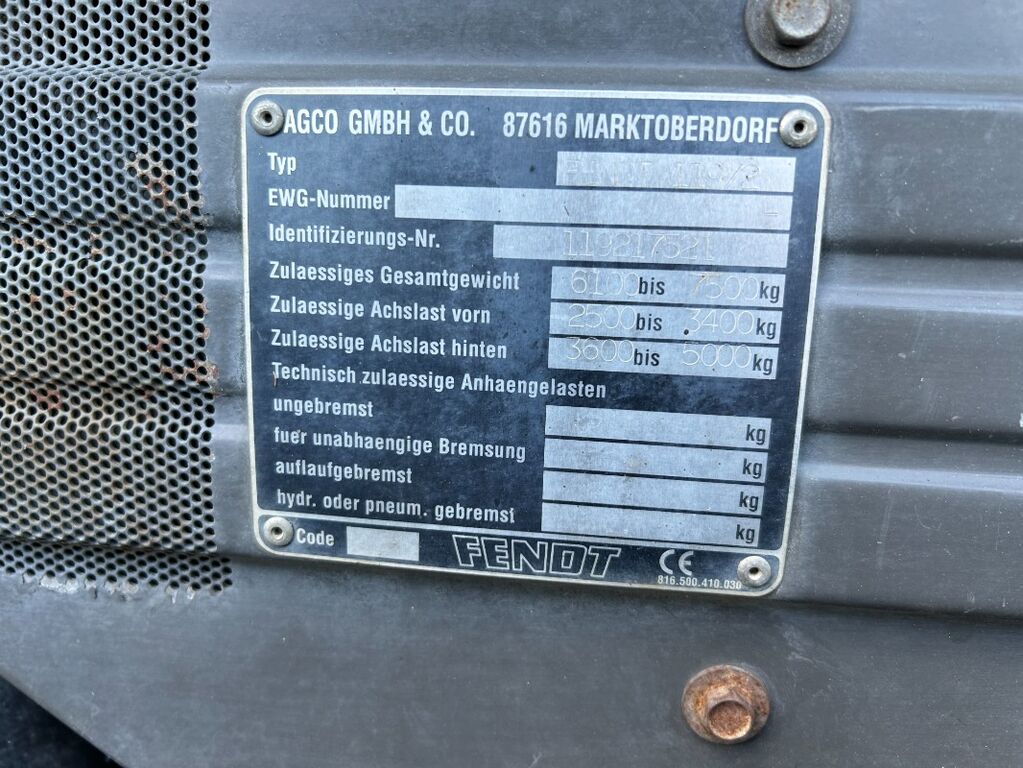 AGCO GMBH & CO. 87616 MARKTOBERDORF
Typ
EWG-Nummer -
Identifizierungs-Nr. 119217521
Zulaessiges Gesamtgewicht 6100 bis 7500 kg
Zulaessige Achslast vorn 2500 bis 3400 kg
Zulaessige Achslast hinten 3600 bis 5000 kg
Technisch zulaessige Anhaengelasten
ungebremst kg
fuer unabhaengige Bremsung kg
auflaufgebremst kg
hydr. oder pneum. gebremst kg
Code FENDT CE
816.500.410.030